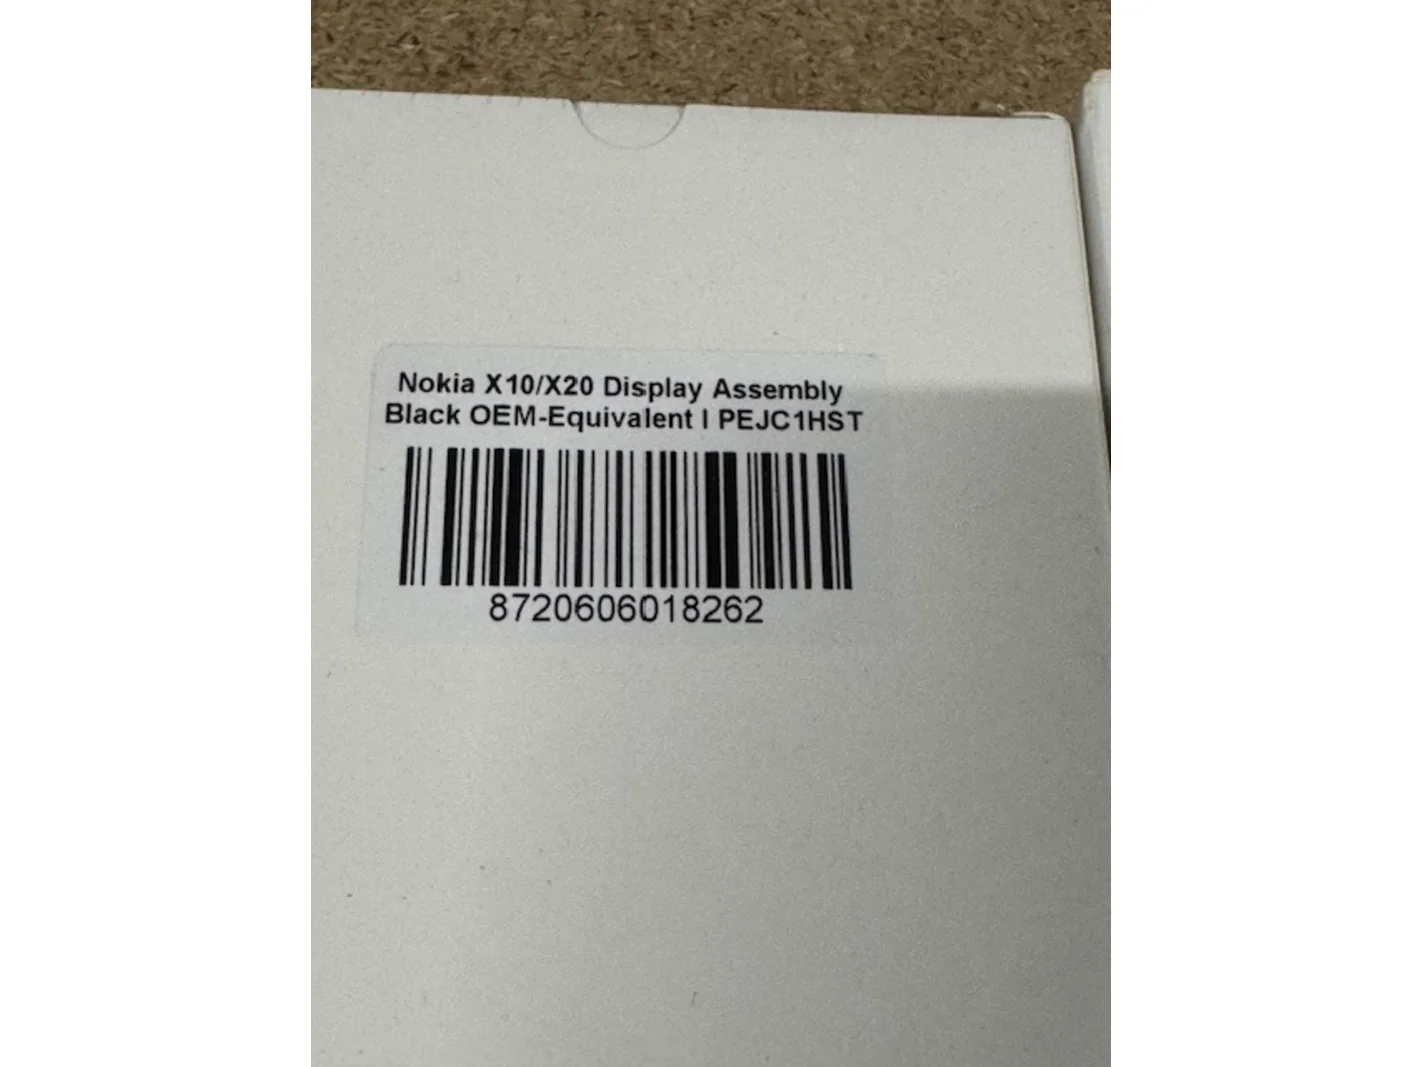 Nokia X10/X20 Display Assembly
Black OEM-Equivalent l PEJC1HST
8720606018262